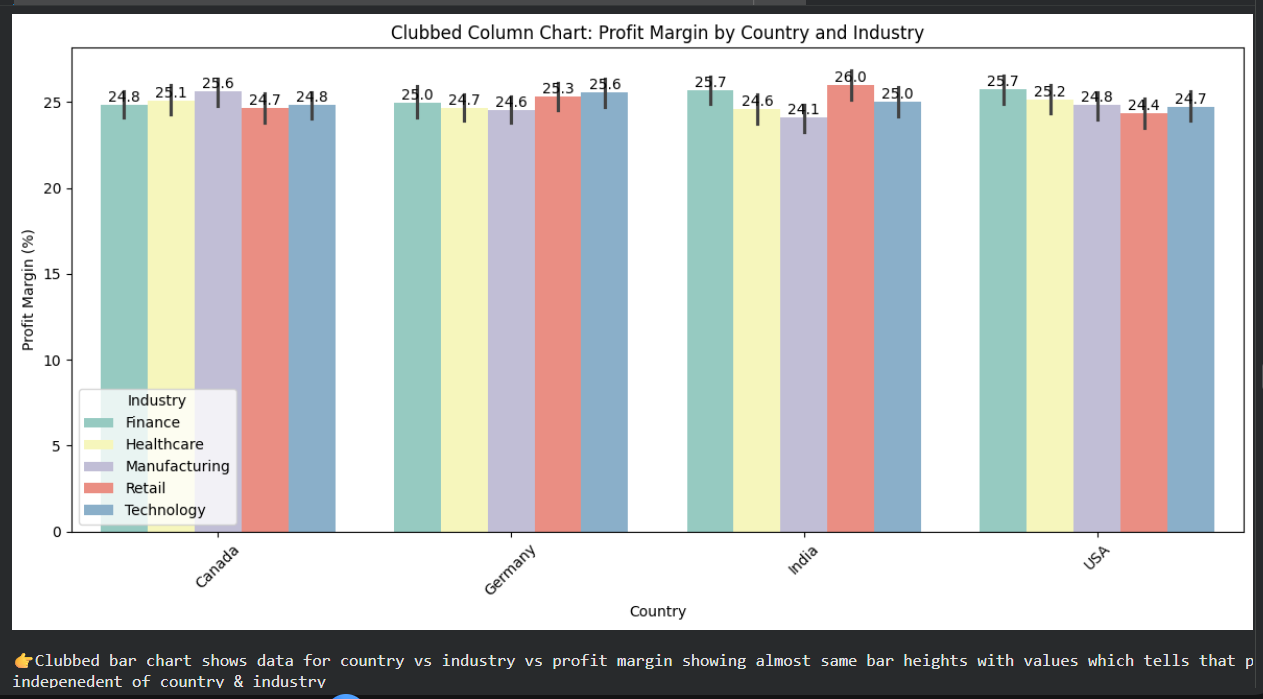 Clubbed Column Chart: Profit Margin by Country and Industry
24.8 25.1 25.6 24.7 24.8 25.0 24.7 24.6 25.3 25.6 25.7 24.6 24.1 26.0 25.0 25.7 25.2 24.8 24.4 24.7
Profit Margin (%)
25
20
15
10
5
0
Industry
Finance
Healthcare
Manufacturing
Retail
Technology
Canada Germany India USA
Country
👉Clubbed bar chart shows data for country vs industry vs profit margin showing almost same bar heights with values which tells that p
indepenedent of country & industry